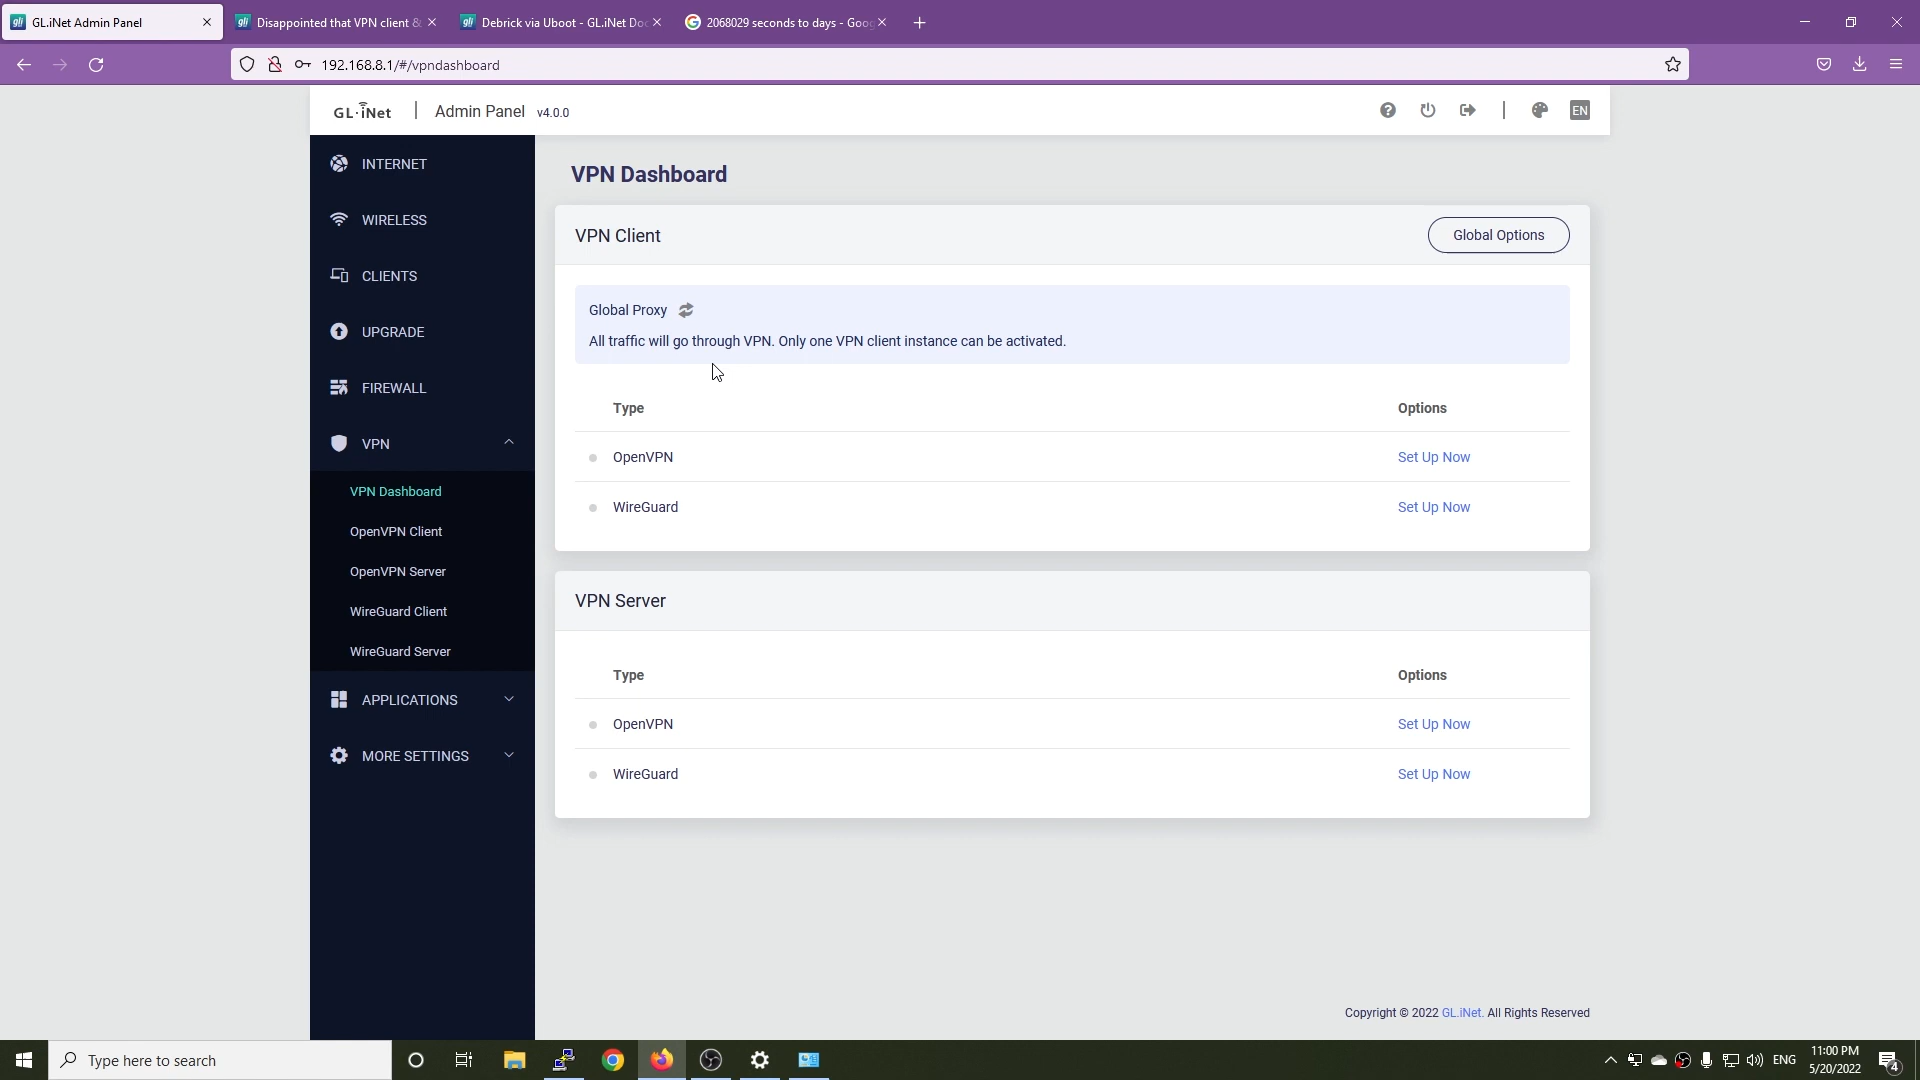 GL.iNet Admin Panel
Disappointed that VPN client &
Debrick via Uboot - GL.iNet Do
2068029 seconds to days - Goog
192.168.8.1/#/vpndashboard
GL·iNet | Admin Panel v4.0.0
EN
INTERNET
WIRELESS
CLIENTS
UPGRADE
FIREWALL
VPN
VPN Dashboard
OpenVPN Client
OpenVPN Server
WireGuard Client
WireGuard Server
APPLICATIONS
MORE SETTINGS
VPN Dashboard
VPN Client
Global Options
Global Proxy
All traffic will go through VPN. Only one VPN client instance can be activated.
Type Options
OpenVPN Set Up Now
WireGuard Set Up Now
VPN Server
Type Options
OpenVPN Set Up Now
WireGuard Set Up Now
Copyright © 2022 GL.iNet. All Rights Reserved
Type here to search
ENG
11:00 PM
5/20/2022
4